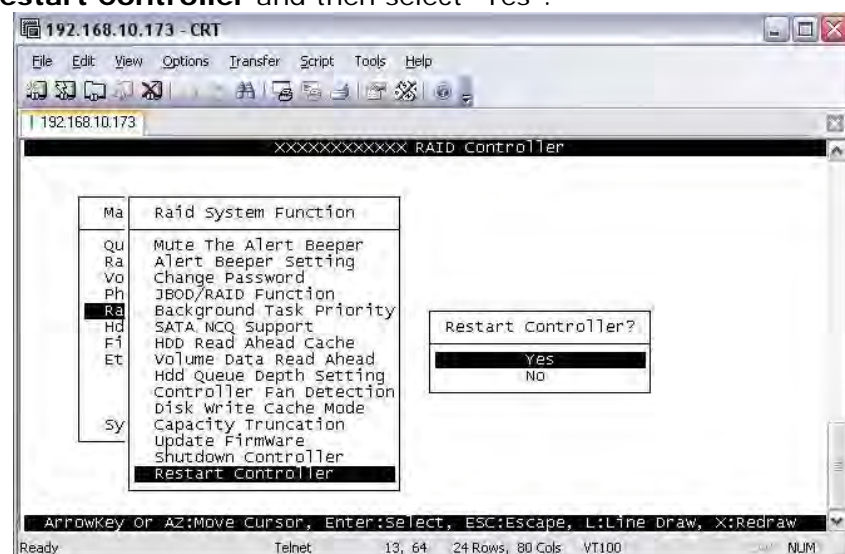 estart Controller and then select "Yes".
192.168.10.173 - CRT
File Edit View Options Transfer Script Tools Help
192.168.10.173
XXXXXXXXXXXX RAID Controller
Ma
Qu
Ra
Vo
Ph
Ra
Hd
Fi
Et
Sy
Raid System Function
Mute The Alert Beeper
Alert Beeper Setting
Change Password
JBOD/RAID Function
Background Task Priority
SATA NCQ Support
HDD Read Ahead Cache
Volume Data Read Ahead
Hdd Queue Depth Setting
Controller Fan Detection
Disk Write Cache Mode
Capacity Truncation
Update Firmware
Shutdown Controller
Restart Controller
Restart Controller?
Yes
No
ArrowKey Or AZ:Move Cursor, Enter:Select, ESC:Escape, L:Line Draw, X:Redraw
Ready Telnet 13, 64 24 Rows, 80 Cols VT100 NUM